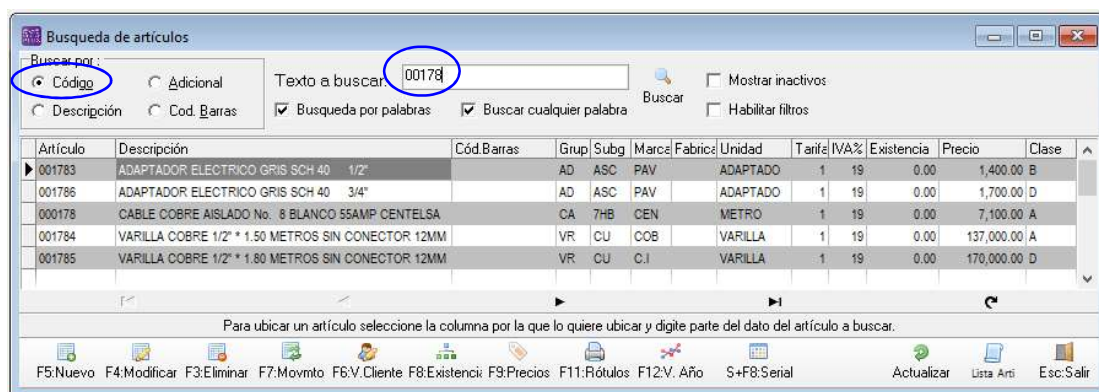 Busqueda de artículos
Buscar por :
Código Adicional Texto a buscar: 00178 Buscar Mostrar inactivos
Descripción Cod. Barras Busqueda por palabras Buscar cualquier palabra Habilitar filtros
Artículo Descripción Cód.Barras Grup Subg Marca Fabrica Unidad Tarifa IVA% Existencia Precio Clase
001783 ADAPTADOR ELECTRICO GRIS SCH 40 1/2" AD ASC PAV ADAPTADO 1 19 0.00 1,400.00 B
001786 ADAPTADOR ELECTRICO GRIS SCH 40 3/4" AD ASC PAV ADAPTADO 1 19 0.00 1,700.00 D
000178 CABLE COBRE AISLADO No. 8 BLANCO 55AMP CENTELSA CA 7HB CEN METRO 1 19 0.00 7,100.00 A
001784 VARILLA COBRE 1/2" * 1.50 METROS SIN CONECTOR 12MM VR CU COB VARILLA 1 19 0.00 137,000.00 A
001785 VARILLA COBRE 1/2" * 1.80 METROS SIN CONECTOR 12MM VR CU C.I VARILLA 1 19 0.00 170,000.00 D
Para ubicar un artículo seleccione la columna por la que lo quiere ubicar y digite parte del dato del artículo a buscar.
F5:Nuevo F4:Modificar F3:Eliminar F7:Movmto F6:V.Cliente F8:Existenci F9:Precios F11:Rótulos F12:V. Año S+F8:Serial Actualizar Lista Arti Esc:Salir